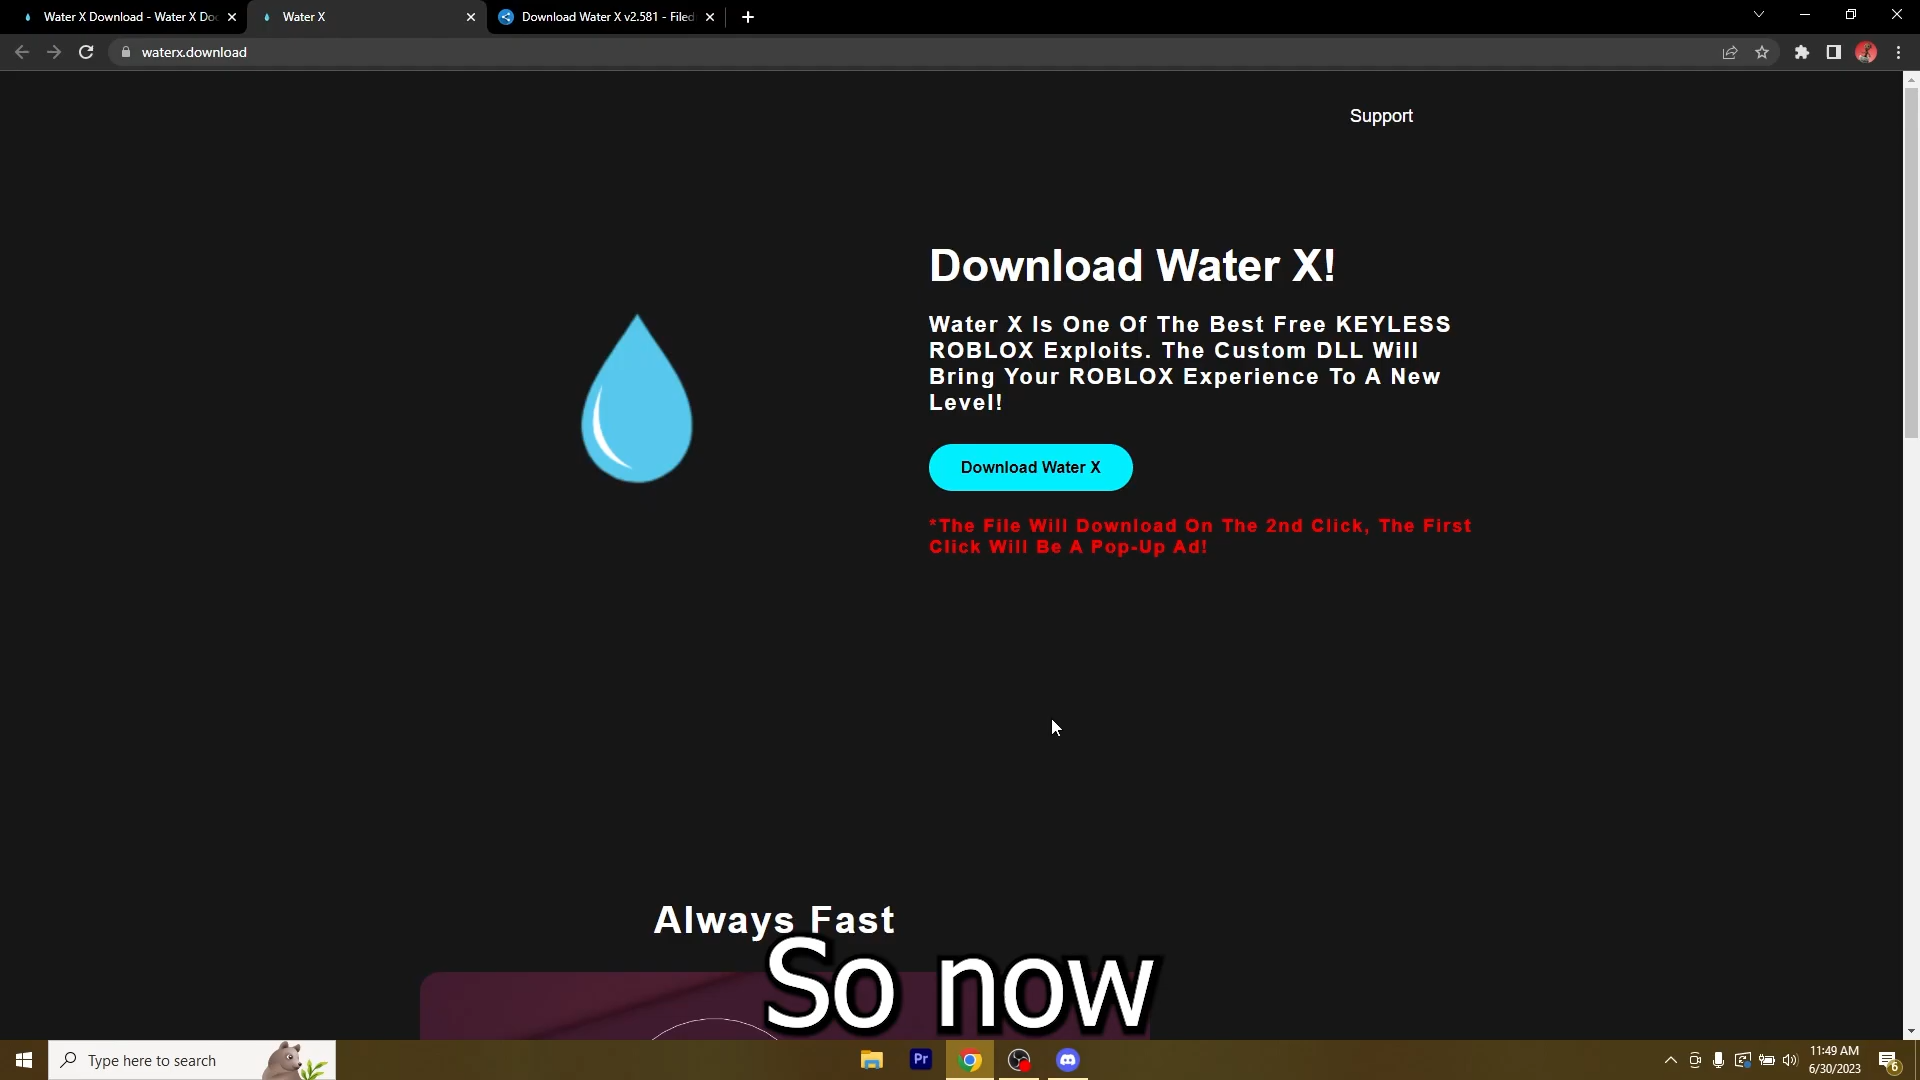 Water X Download - Water X Doc
Water X
Download Water X v2.581 - Filed
waterx.download
Support
Download Water X!
Water X Is One Of The Best Free KEYLESS
ROBLOX Exploits. The Custom DLL Will
Bring Your ROBLOX Experience To A New
Level!
Download Water X
*The File Will Download On The 2nd Click, The First
Click Will Be A Pop-Up Ad!
Always Fast
So now
Type here to search
Pr
11:49 AM
6/30/2023
6